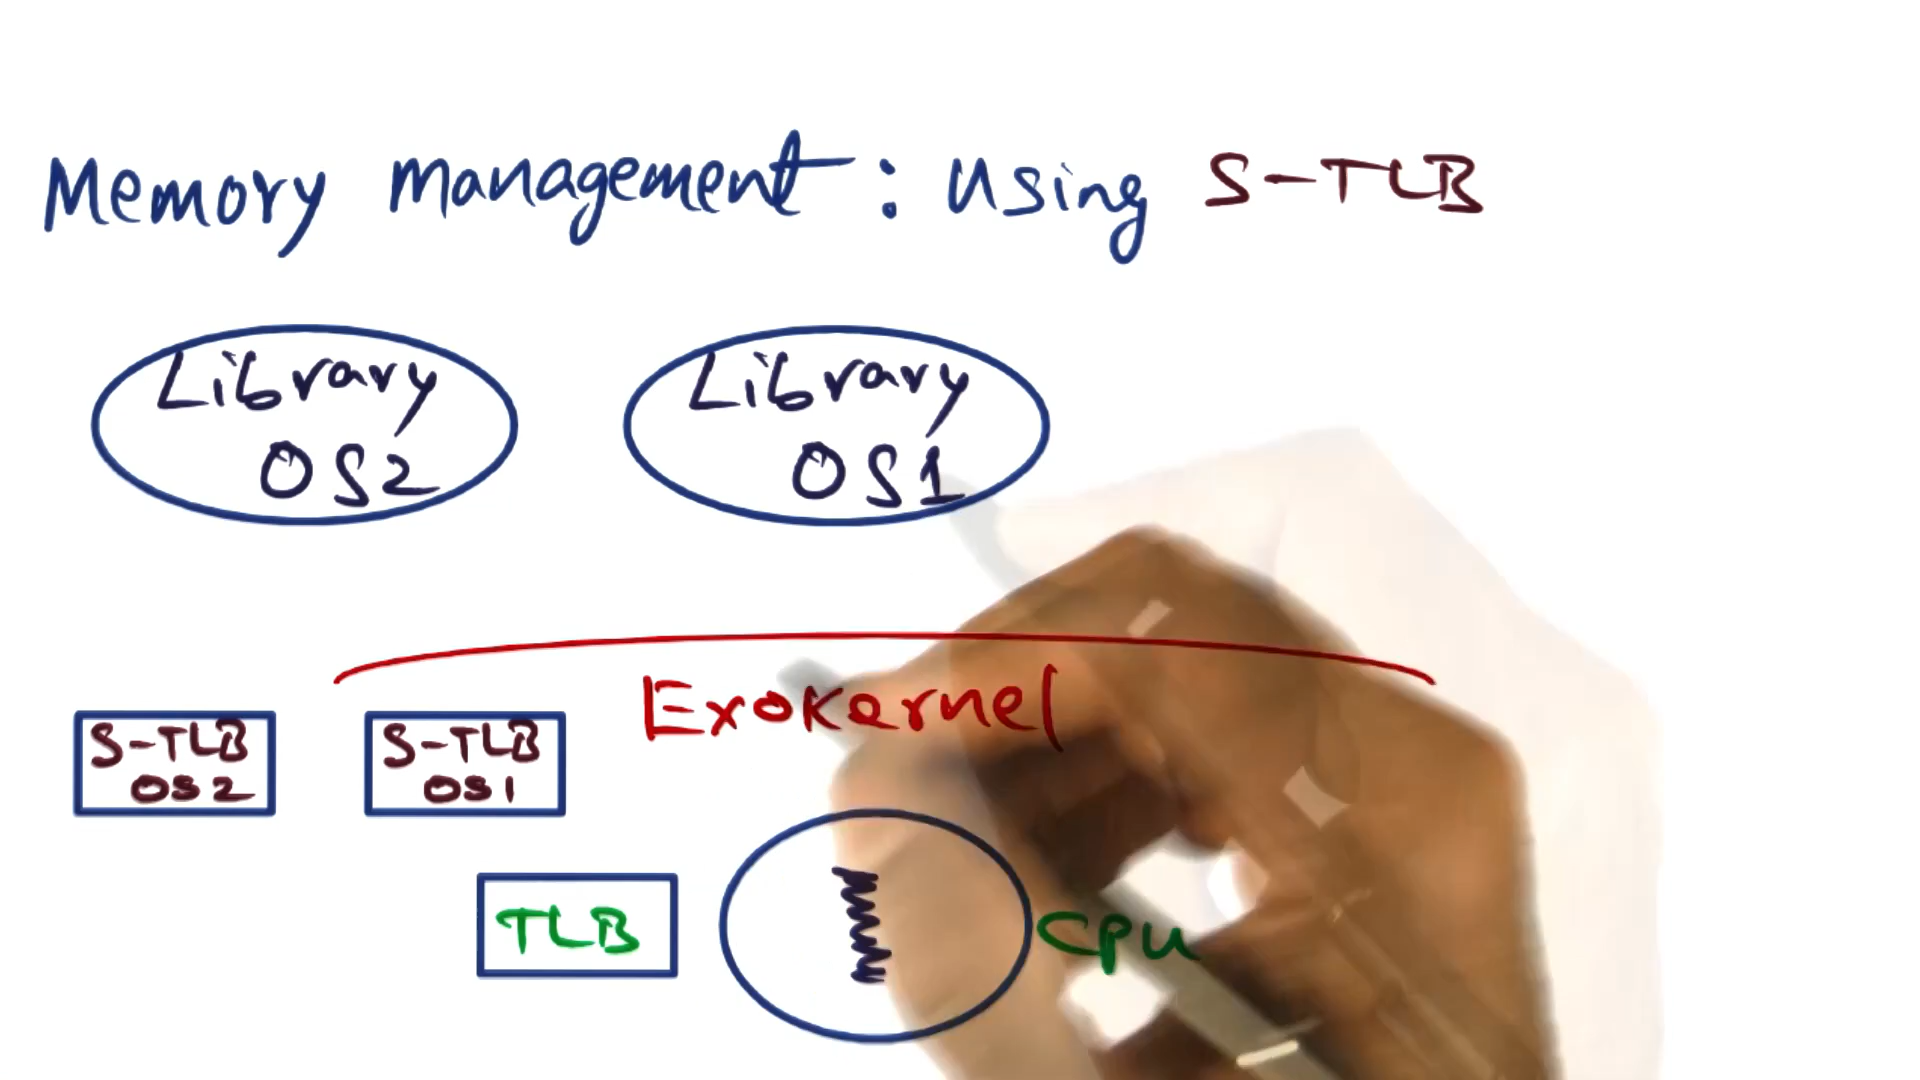 Memory management: using S-TLB
Library
OS2
Library
OS1
Exokernel
S-TLB
OS2
S-TLB
OS1
TLB
CPU